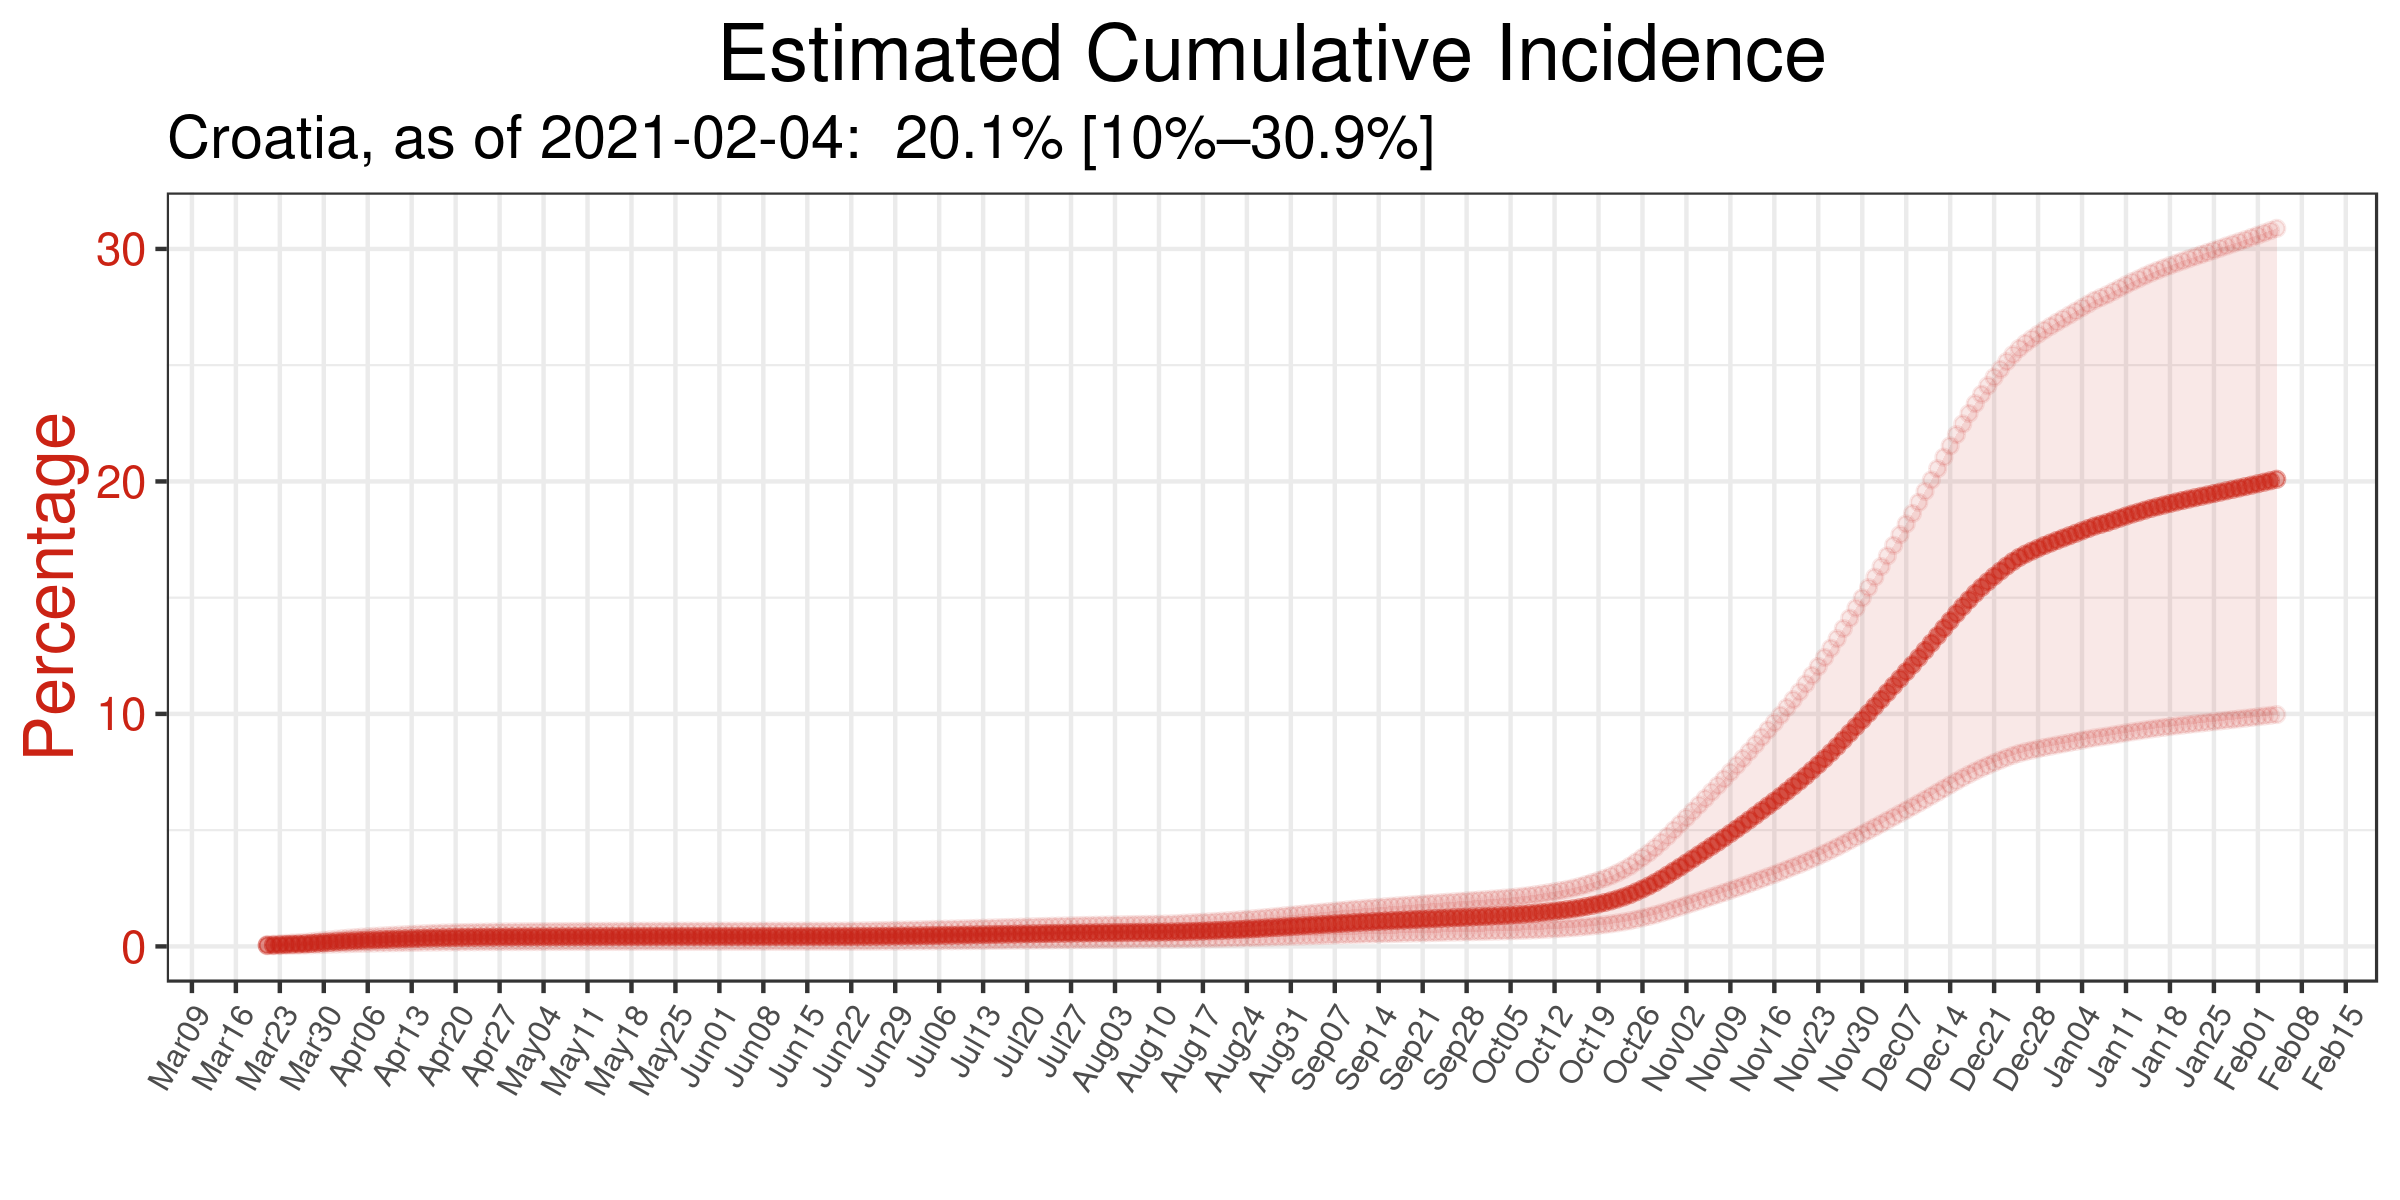 Estimated Cumulative Incidence
Croatia, as of 2021-02-04:  20.1% [10%–30.9%]
Percentage
30
20
10
0
Mar09
Mar16
Mar23
Mar30
Apr06
Apr13
Apr20
Apr27
May04
May11
May18
May25
Jun01
Jun08
Jun15
Jun22
Jun29
Jul06
Jul13
Jul20
Jul27
Aug03
Aug10
Aug17
Aug24
Aug31
Sep07
Sep14
Sep21
Sep28
Oct05
Oct12
Oct19
Oct26
Nov02
Nov09
Nov16
Nov23
Nov30
Dec07
Dec14
Dec21
Dec28
Jan04
Jan11
Jan18
Jan25
Feb01
Feb08
Feb15